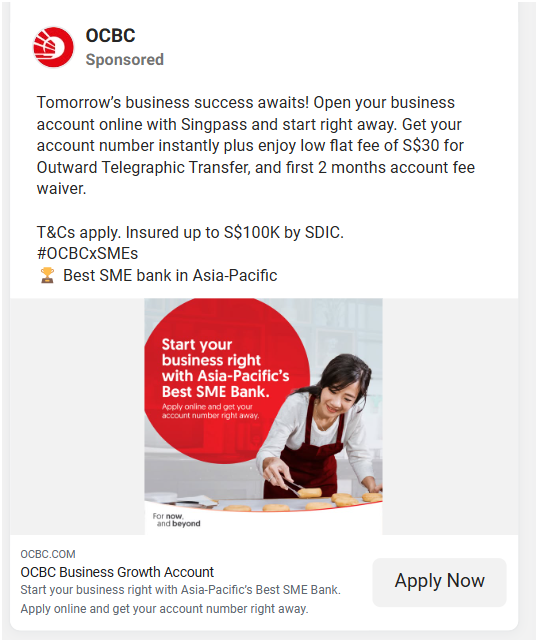 OCBC
Sponsored
Tomorrow’s business success awaits! Open your business
account online with Singpass and start right away. Get your
account number instantly plus enjoy low flat fee of S$30 for
Outward Telegraphic Transfer, and first 2 months account fee
waiver.
T&Cs apply. Insured up to S$100K by SDIC.
#OCBCxSMEs
🏆 Best SME bank in Asia-Pacific
Start your
business right
with Asia-Pacific’s
Best SME Bank.
Apply online and get your
account number right away.
For now,
and beyond
OCBC.COM
OCBC Business Growth Account
Start your business right with Asia-Pacific’s Best SME Bank.
Apply online and get your account number right away.
Apply Now